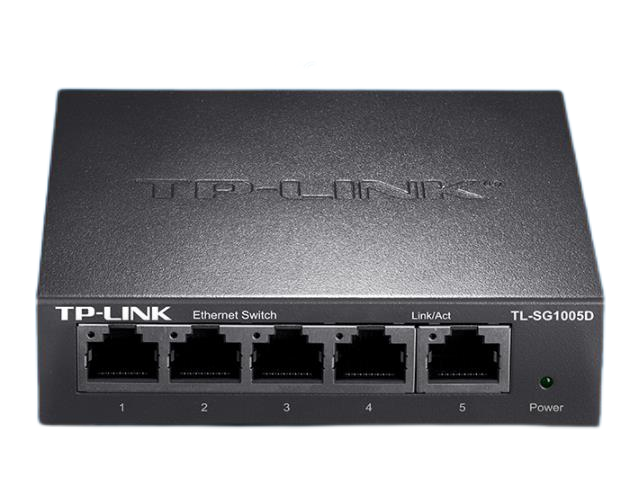 TP-LINK
TP-LINK Ethernet Switch Link/Act TL-SG1005D
1 2 3 4 5 Power